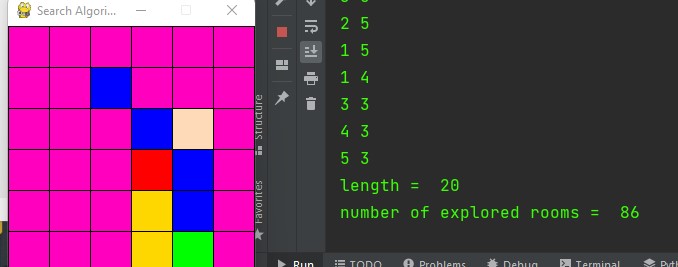 Search Algori...
2 5
1 5
1 4
3 3
4 3
5 3
length =  20
number of explored rooms =  86
Structure
Favorites
Run
TODO
Problems
Debug
Terminal